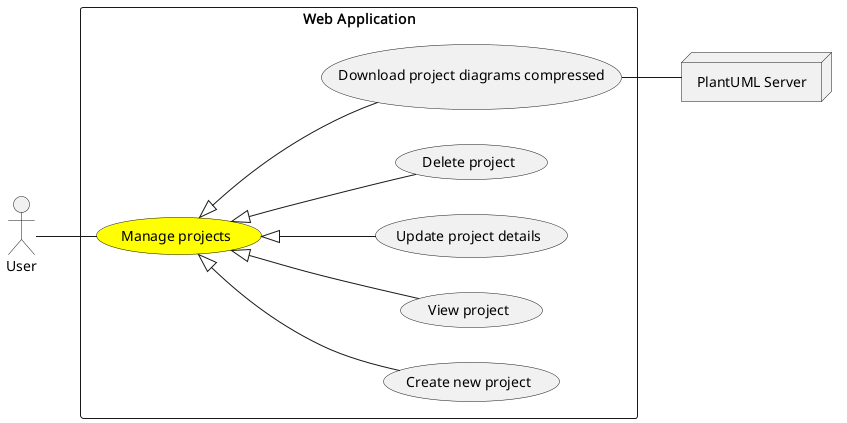 Web Application
Download project diagrams compressed
PlantUML Server
Delete project
User
Manage projects
Update project details
View project
Create new project